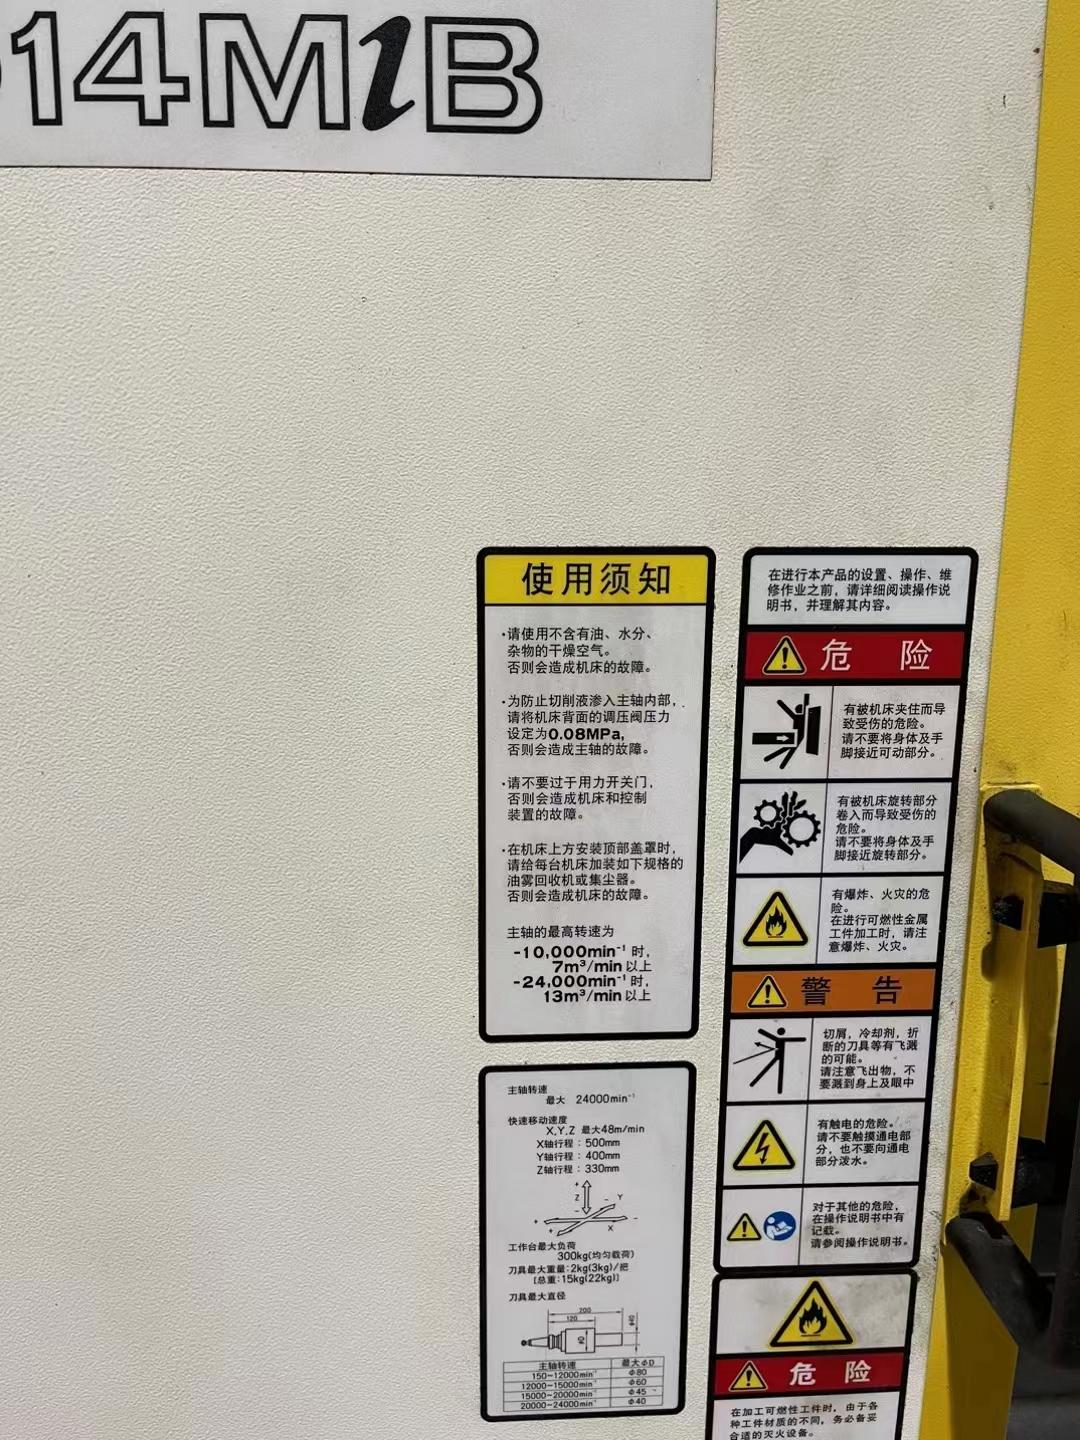 14MiB
使用须知
·请使用不含有油、水分、
杂物的干燥空气。
否则会造成机床的故障。
·为防止切削液渗入主轴内部，
请将机床背面的调压阀压力
设定为0.08MPa,
否则会造成主轴的故障。
·请不要过于用力开关门，
否则会造成机床和控制
装置的故障。
·在机床上方安装顶部盖罩时，
请给每台机床加装如下规格的
油雾回收机或集尘器。
否则会造成机床的故障。
主轴的最高转速为
-10,000min⁻¹ 时，
7m³/min 以上
-24,000min⁻¹ 时，
13m³/min 以上
主轴转速
最大 24000min⁻¹
快速移动速度
X,Y,Z 最大48m/min
X轴行程：500mm
Y轴行程：400mm
Z轴行程：330mm
+
Z
-
- Y
+ -
+ X
工作台最大负荷
300kg(均匀载荷)
刀具最大重量:2kg(3kg)/把
[总重:15kg(22kg)]
刀具最大直径
200
120
φD
主轴转速 最大φD
150~12000min⁻¹ φ80
12000~15000min⁻¹ φ60
15000~20000min⁻¹ φ45
20000~24000min⁻¹ φ40
在进行本产品的设置、操作、维
修作业之前，请详细阅读操作说
明书，并理解其内容。
危 险
有被机床夹住而导
致受伤的危险。
请不要将身体及手
脚接近可动部分。
有被机床旋转部分
卷入而导致受伤的
危险。
请不要将身体及手
脚接近旋转部分。
有爆炸、火灾的危
险。
在进行可燃性金属
工件加工时，请注
意爆炸、火灾。
警 告
切屑，冷却剂，折
断的刀具等有飞溅
的可能。
请注意飞出物，不
要溅到身上及眼中
有触电的危险。
请不要触摸通电部
分，也不要向通电
部分泼水。
对于其他的危险，
在操作说明书中有
记载。
请参阅操作说明书。
危 险
在加工可燃性工件时，由于各
种工件材质的不同，务必备妥
合适的灭火设备。